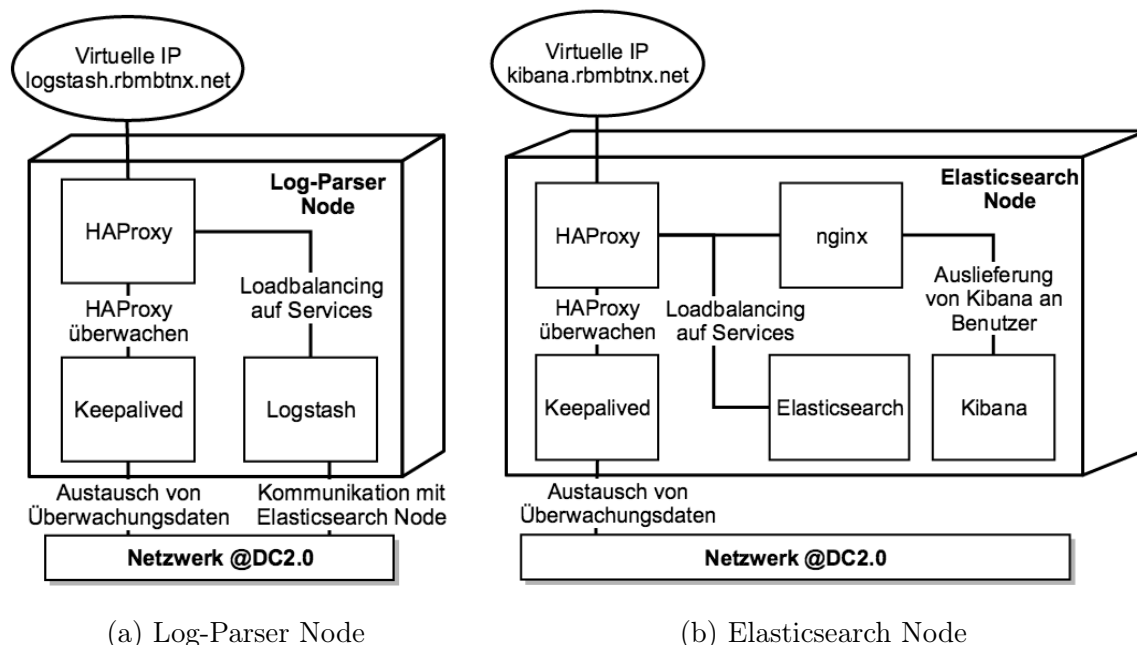 Virtuelle IP
logstash.rbmbtnx.net
Log-Parser
Node
HAProxy
Loadbalancing
auf Services
HAProxy
überwachen
Keepalived
Logstash
Austausch von
Überwachungsdaten
Kommunikation mit
Elasticsearch Node
Netzwerk @DC2.0
(a) Log-Parser Node
Virtuelle IP
kibana.rbmbtnx.net
Elasticsearch
Node
HAProxy
nginx
HAProxy
überwachen
Loadbalancing
auf Services
Auslieferung
von Kibana an
Benutzer
Keepalived
Elasticsearch
Kibana
Austausch von
Überwachungsdaten
Netzwerk @DC2.0
(b) Elasticsearch Node